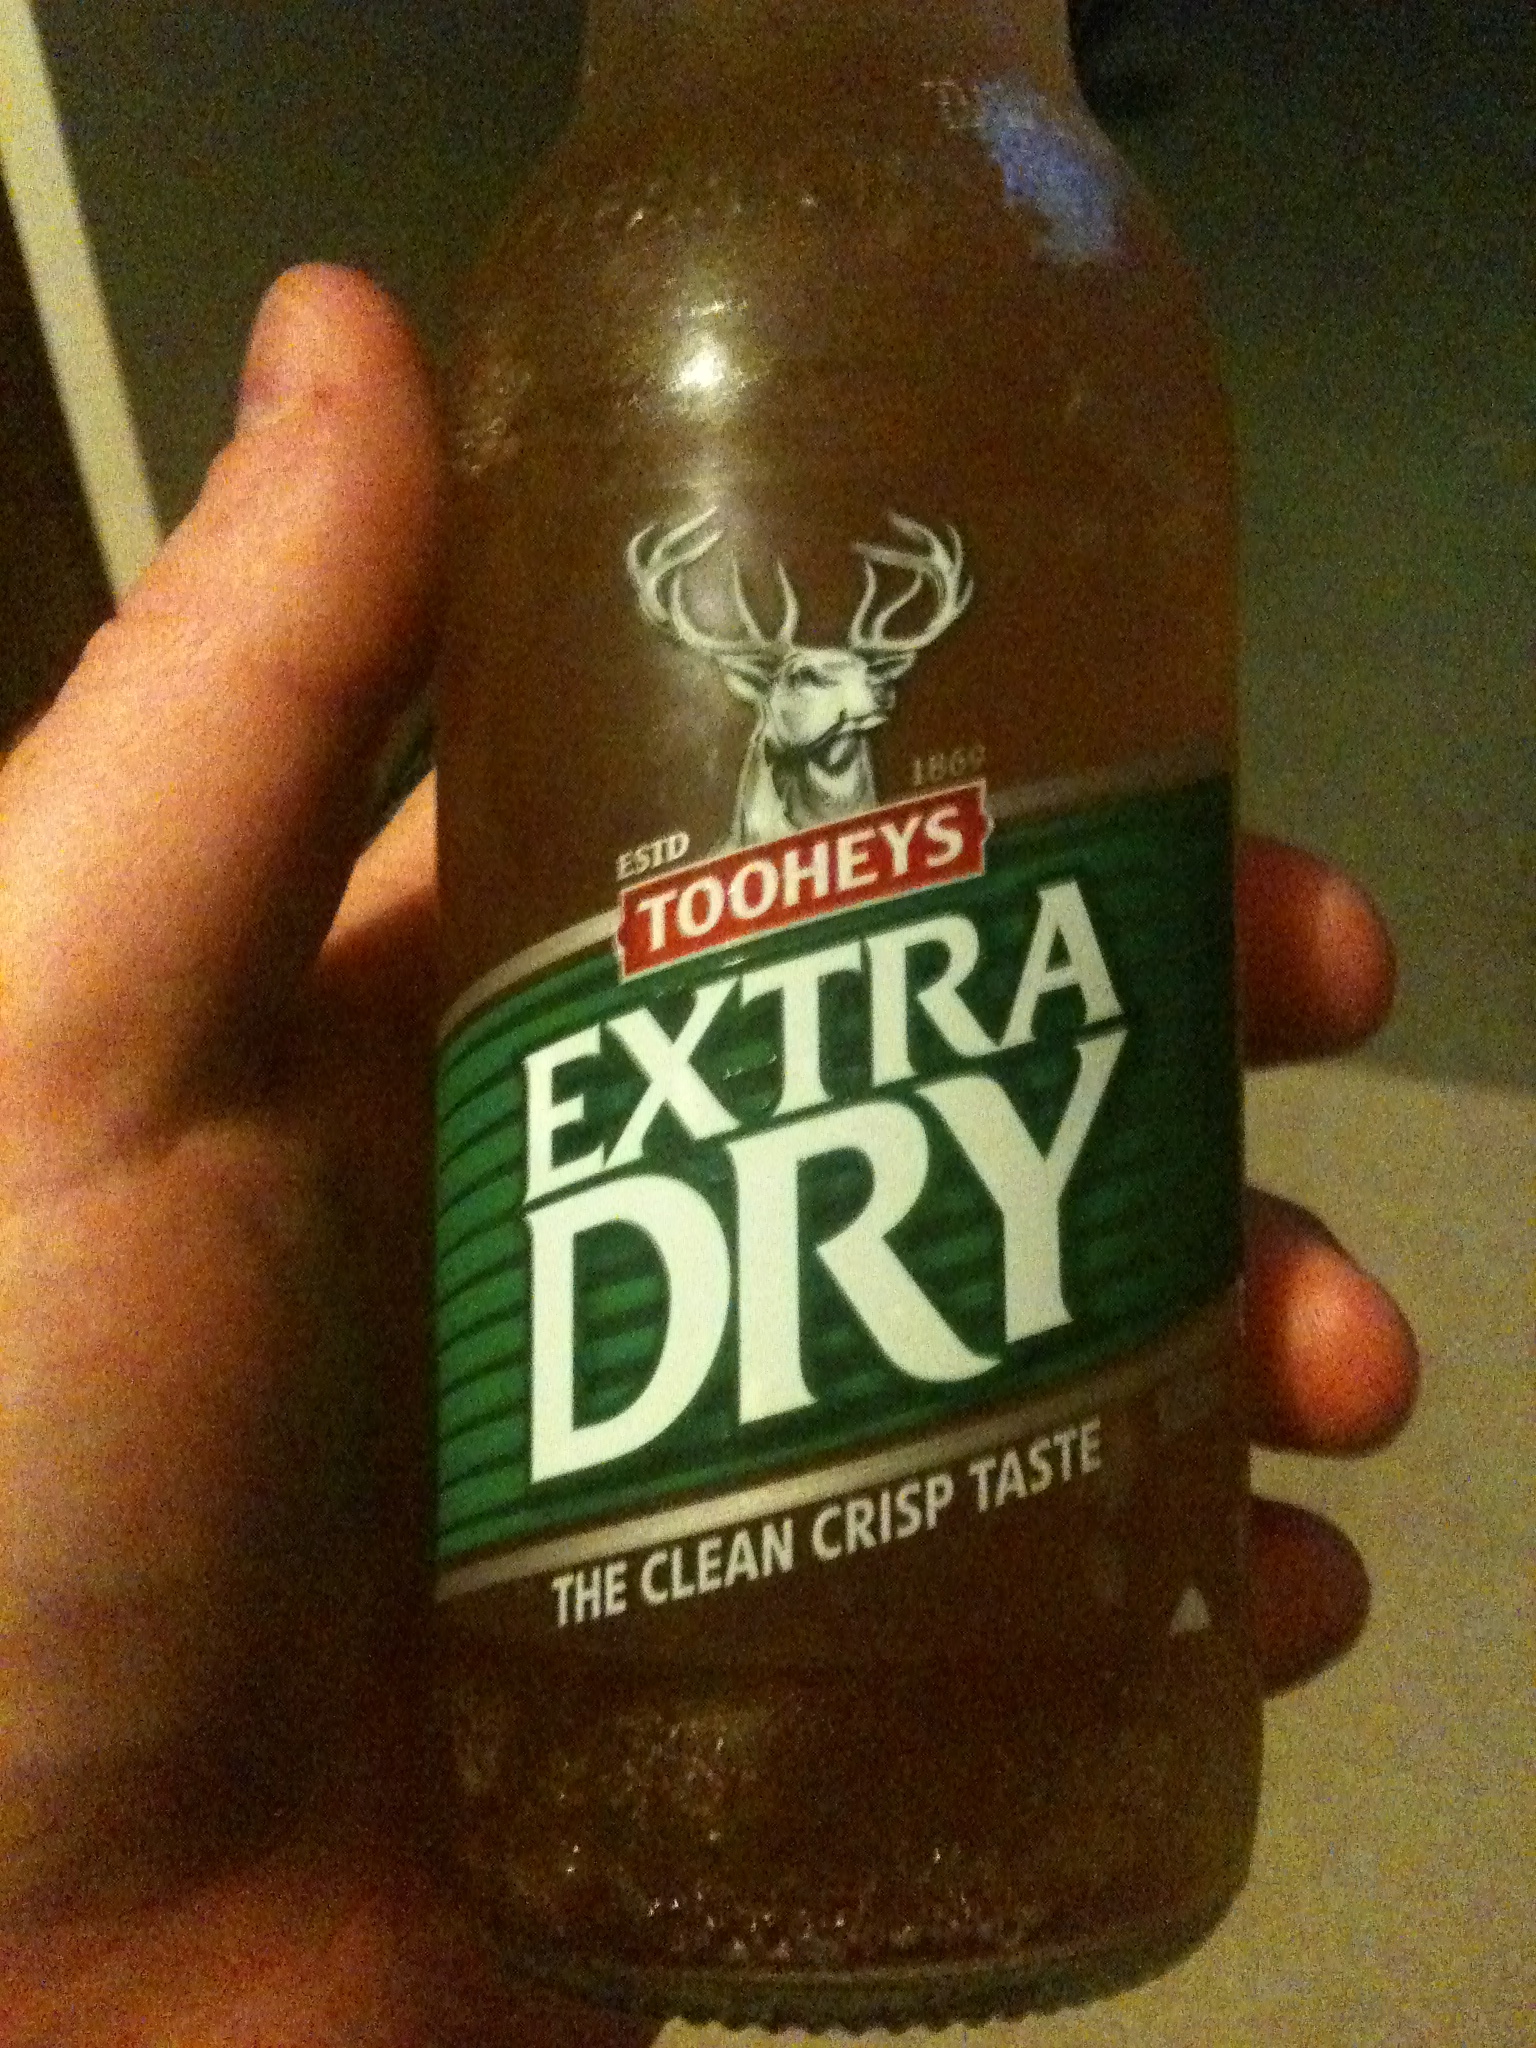 ESTD 1869
TOOHEYS
EXTRA
DRY
THE CLEAN CRISP TASTE